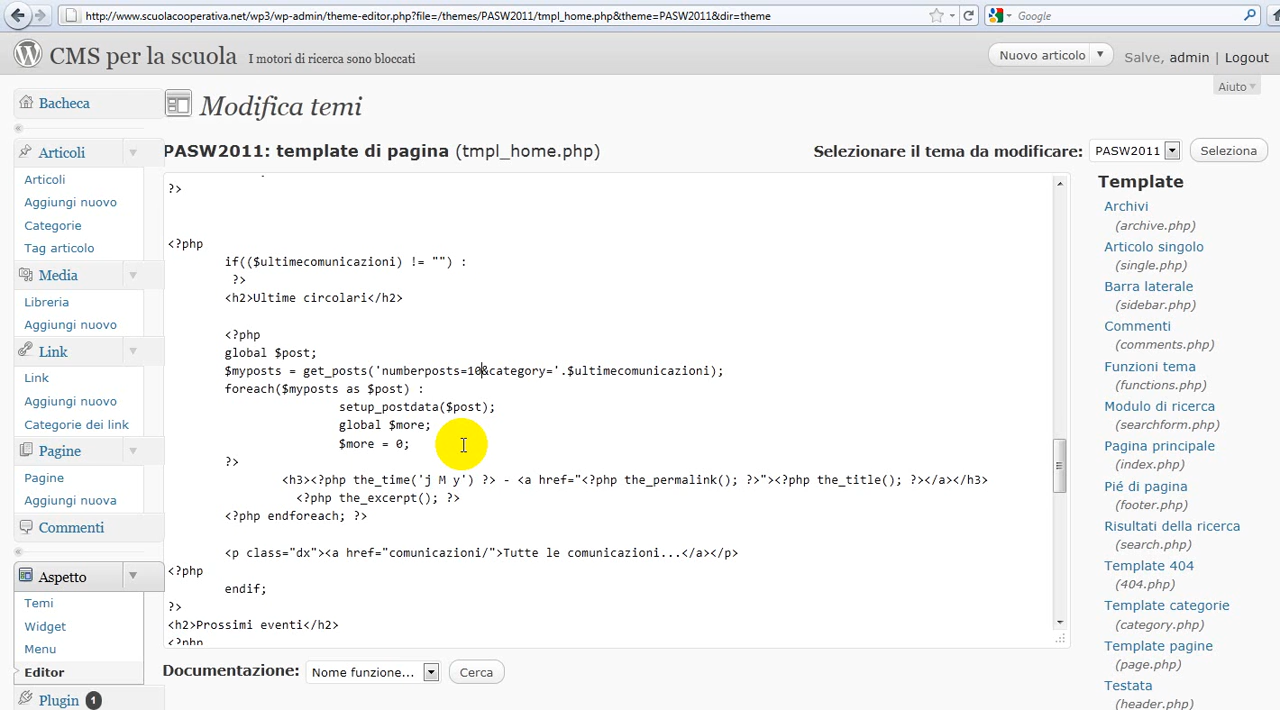 http://www.scuolacooperativa.net/wp3/wp-admin/theme-editor.php?file=/themes/PASW2011/tmpl_home.php&theme=PASW2011&dir=theme
Google
CMS per la scuola
I motori di ricerca sono bloccati
Nuovo articolo
Salve, admin | Logout
Aiuto
Bacheca
Modifica temi
Articoli
Articoli
Aggiungi nuovo
Categorie
Tag articolo
Media
Libreria
Aggiungi nuovo
Link
Link
Aggiungi nuovo
Categorie dei link
Pagine
Pagine
Aggiungi nuova
Commenti
Aspetto
Temi
Widget
Menu
Editor
Plugin 1
PASW2011: template di pagina (tmpl_home.php)
Selezionare il tema da modificare: PASW2011 Seleziona
?>
<?php
if(($ultimecomunicazioni) != "") :
?>
<h2>Ultime circolari</h2>
<?php
global $post;
$myposts = get_posts('numberposts=10&category='.$ultimecomunicazioni);
foreach($myposts as $post) :
setup_postdata($post);
global $more;
$more = 0;
?>
<h3><?php the_time('j M y') ?> - <a href="<?php the_permalink(); ?>"><?php the_title(); ?></a></h3>
<?php the_excerpt(); ?>
<?php endforeach; ?>
<p class="dx"><a href="comunicazioni/">Tutte le comunicazioni...</a></p>
<?php
endif;
?>
<h2>Prossimi eventi</h2>
<?php
Documentazione: Nome funzione... Cerca
Template
Archivi
(archive.php)
Articolo singolo
(single.php)
Barra laterale
(sidebar.php)
Commenti
(comments.php)
Funzioni tema
(functions.php)
Modulo di ricerca
(searchform.php)
Pagina principale
(index.php)
Pié di pagina
(footer.php)
Risultati della ricerca
(search.php)
Template 404
(404.php)
Template categorie
(category.php)
Template pagine
(page.php)
Testata
(header.php)